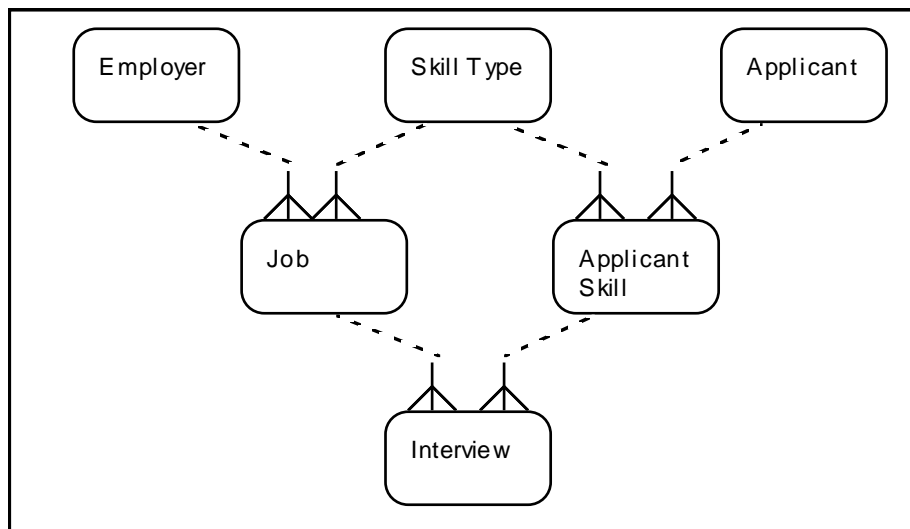 Employer
Skill Type
Applicant
Job
Applicant
Skill
Interview